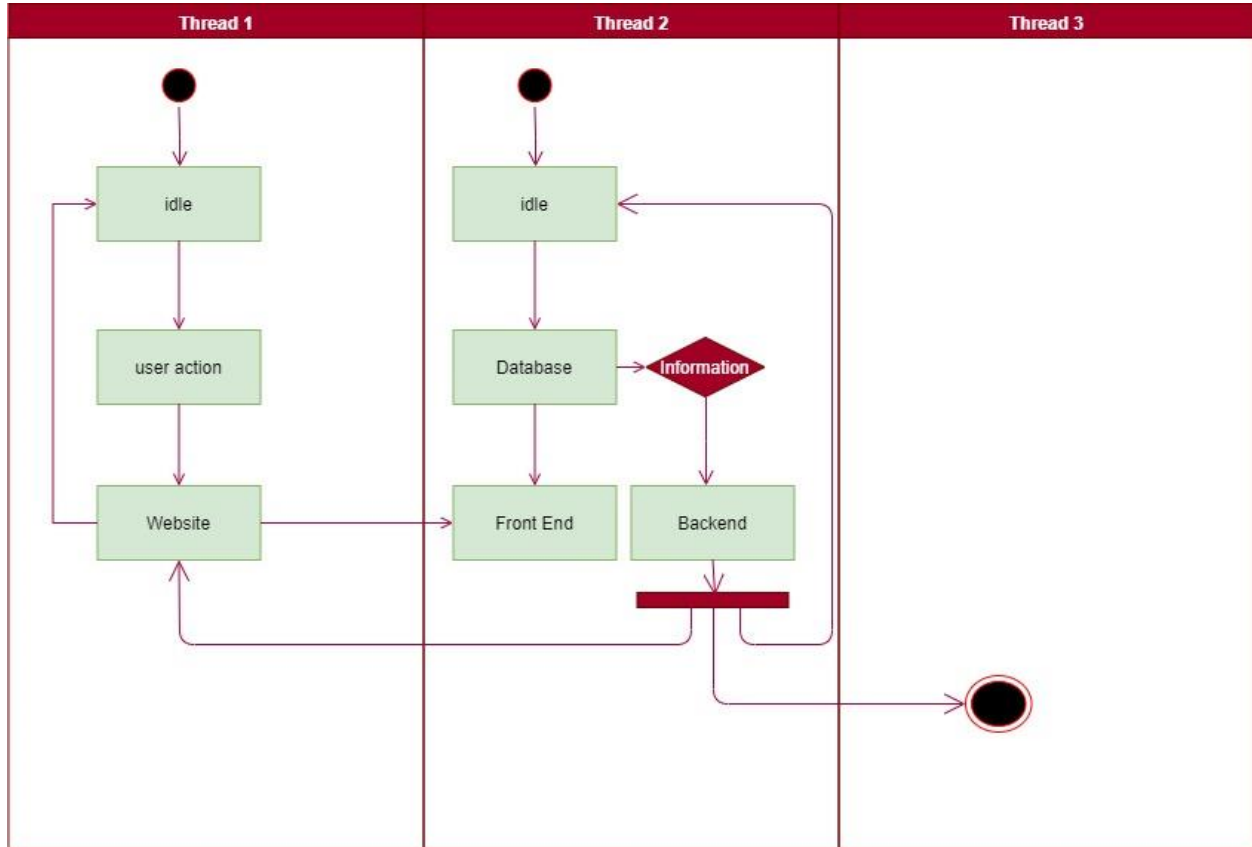 Thread 1
Thread 2
Thread 3
idle
idle
user action
Database
Information
Website
Front End
Backend